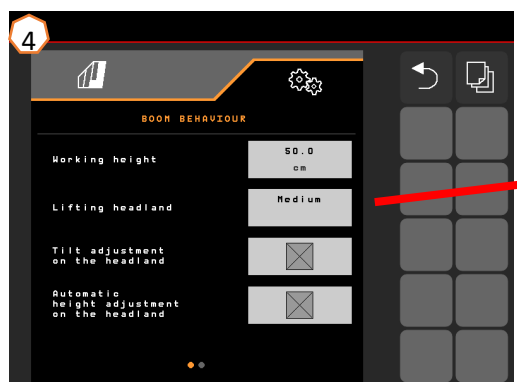 4
BOOM BEHAVIOUR
Working height
50.0
cm
Lifting headland
Medium
Tilt adjustment
on the headland
Automatic
height adjustment
on the headland